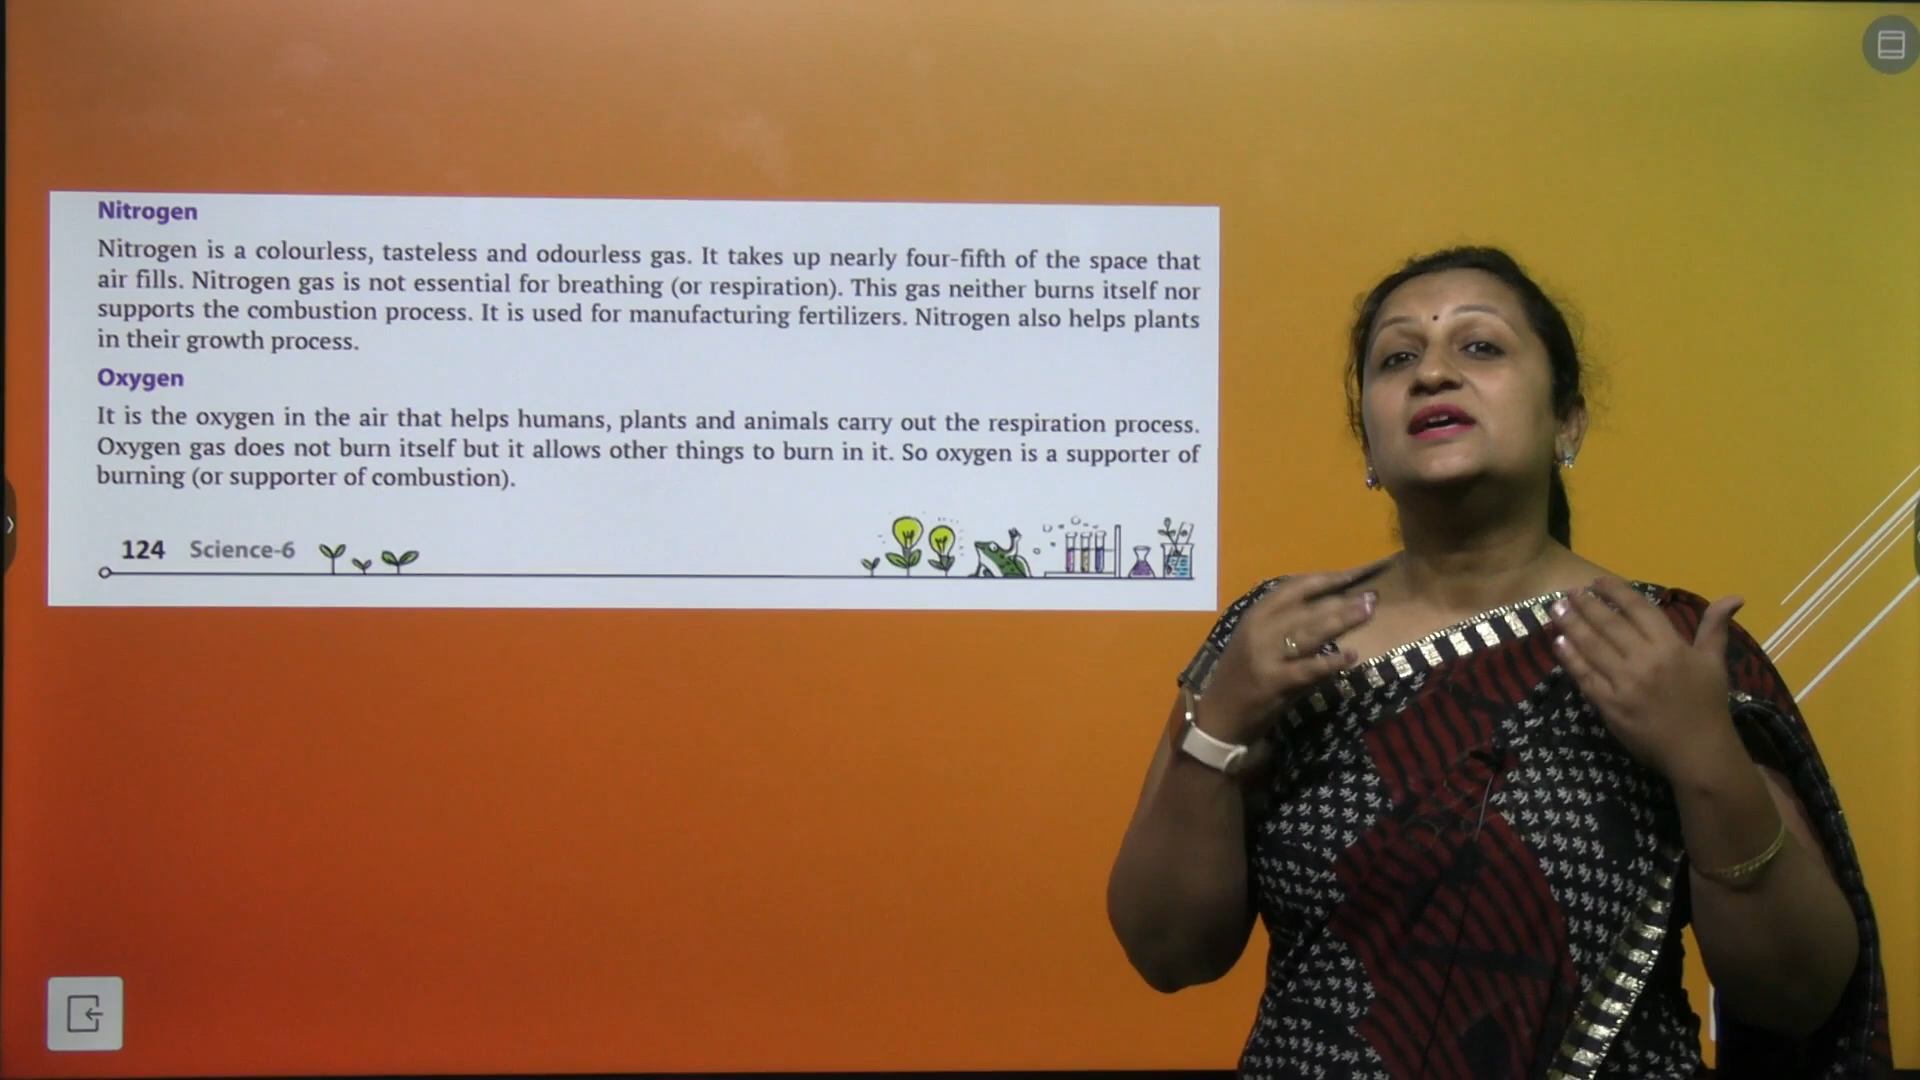 Nitrogen
Nitrogen is a colourless, tasteless and odourless gas. It takes up nearly four-fifth of the space that
air fills. Nitrogen gas is not essential for breathing (or respiration). This gas neither burns itself nor
supports the combustion process. It is used for manufacturing fertilizers. Nitrogen also helps plants
in their growth process.
Oxygen
It is the oxygen in the air that helps humans, plants and animals carry out the respiration process.
Oxygen gas does not burn itself but it allows other things to burn in it. So oxygen is a supporter of
burning (or supporter of combustion).
124 Science-6